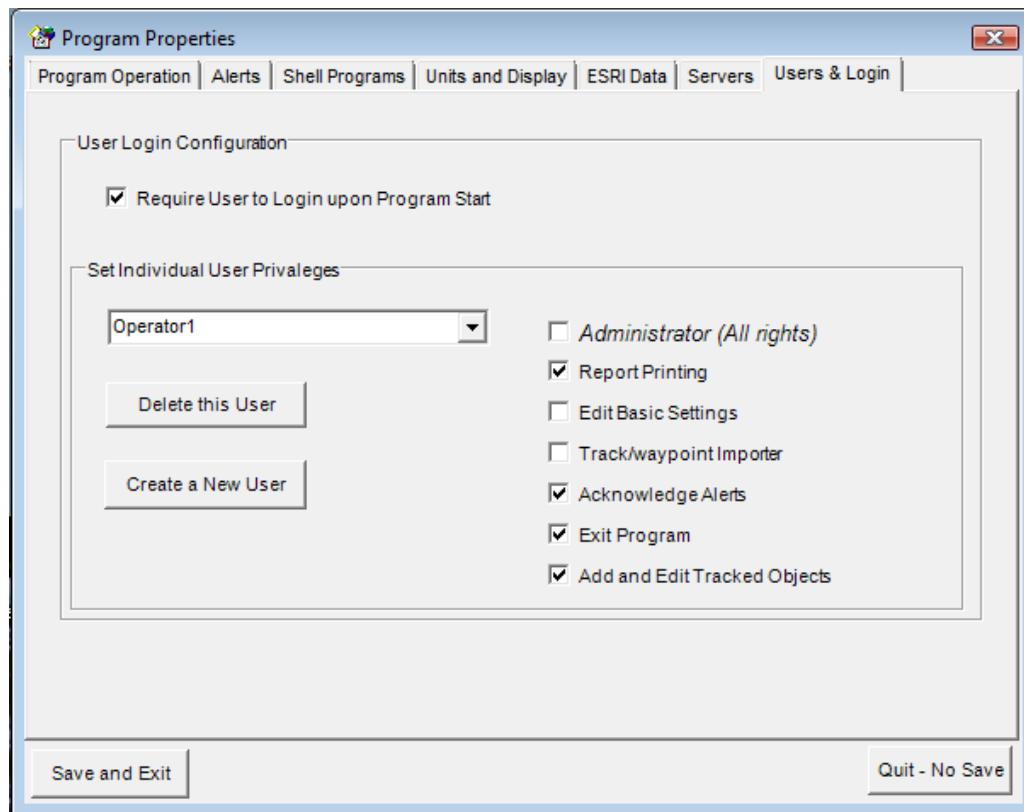 Program Properties
Program Operation Alerts Shell Programs Units and Display ESRI Data Servers Users & Login
User Login Configuration
Require User to Login upon Program Start
Set Individual User Privaleges
Operator1
Administrator (All rights)
Report Printing
Delete this User
Edit Basic Settings
Track/waypoint Importer
Create a New User
Acknowledge Alerts
Exit Program
Add and Edit Tracked Objects
Save and Exit
Quit - No Save